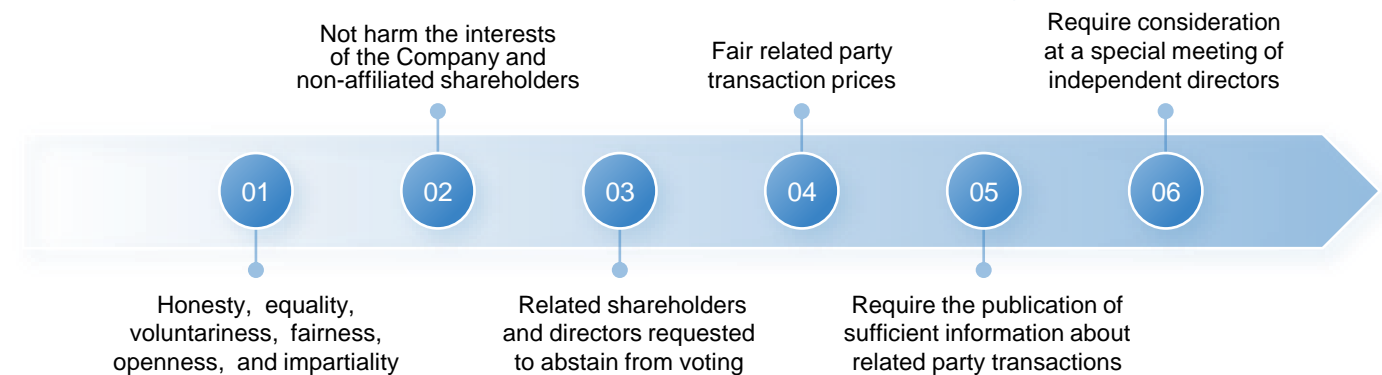 01
Honesty, equality,
voluntariness, fairness,
openness, and impartiality
Not harm the interests
of the Company and
non-affiliated shareholders
02
03
Related shareholders
and directors requested
to abstain from voting
Fair related party
transaction prices
04
05
Require the publication of
sufficient information about
related party transactions
Require consideration
at a special meeting of
independent directors
06